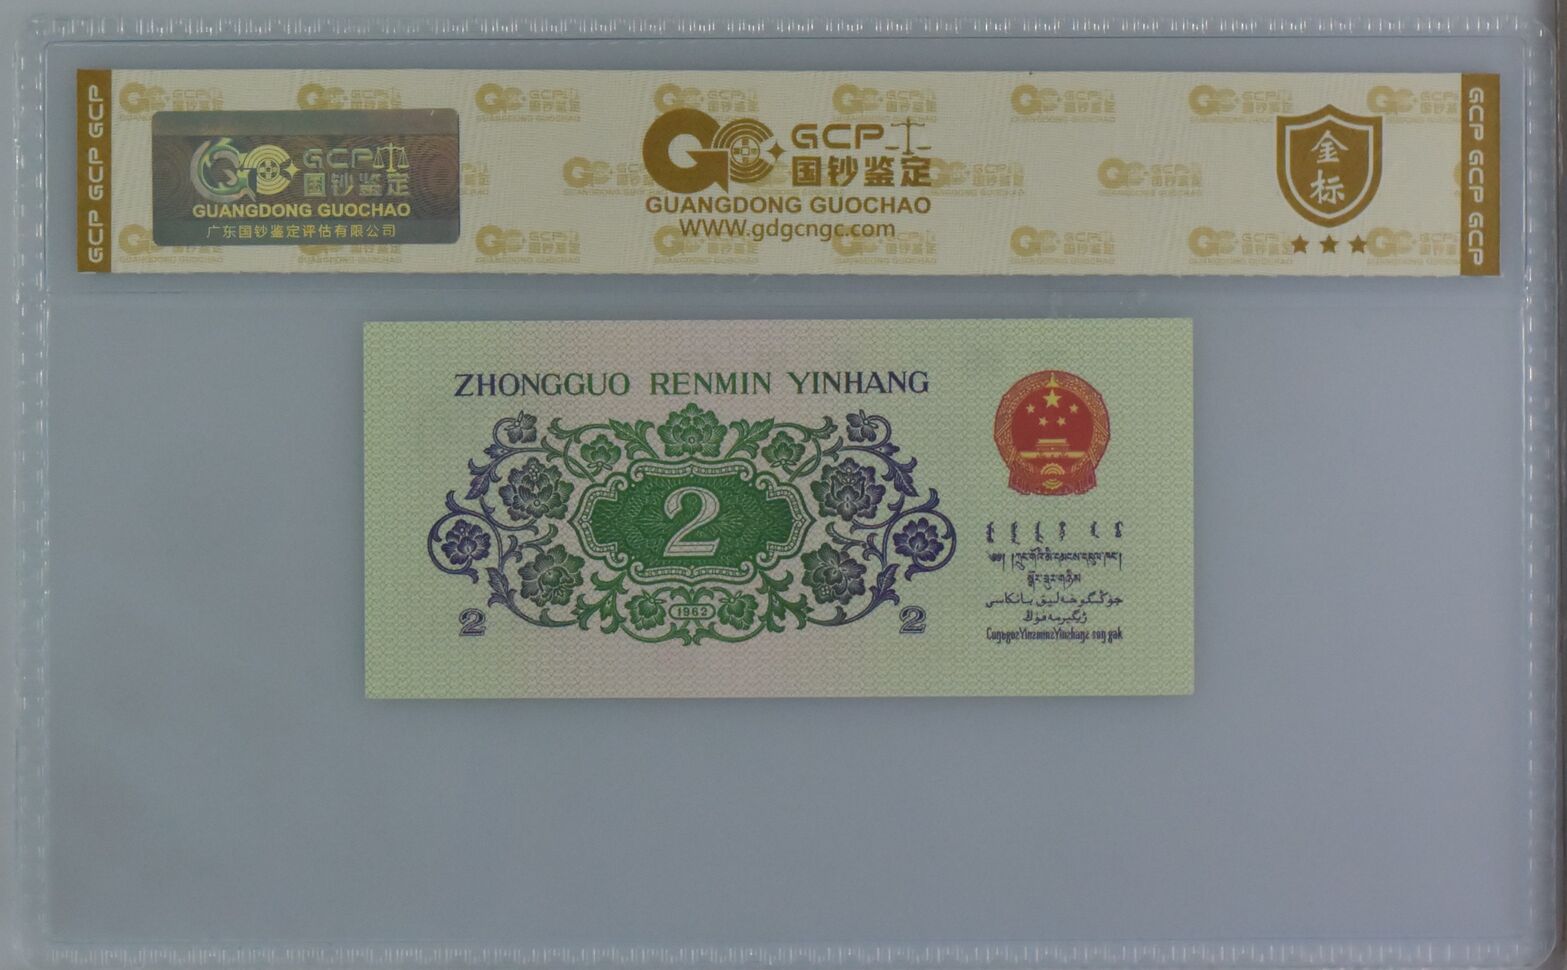 GCP GCP GCP
GCP
国钞鉴定
GUANGDONG GUOCHAO
广东国钞鉴定评估有限公司
GCP
国钞鉴定
GUANGDONG GUOCHAO
WWW.gdgcngc.com
金
标
GCP GCP GCP
ZHONGGUO RENMIN YINHANG
2
1962
2
2
جۇڭگوخەلىق بانكاسى